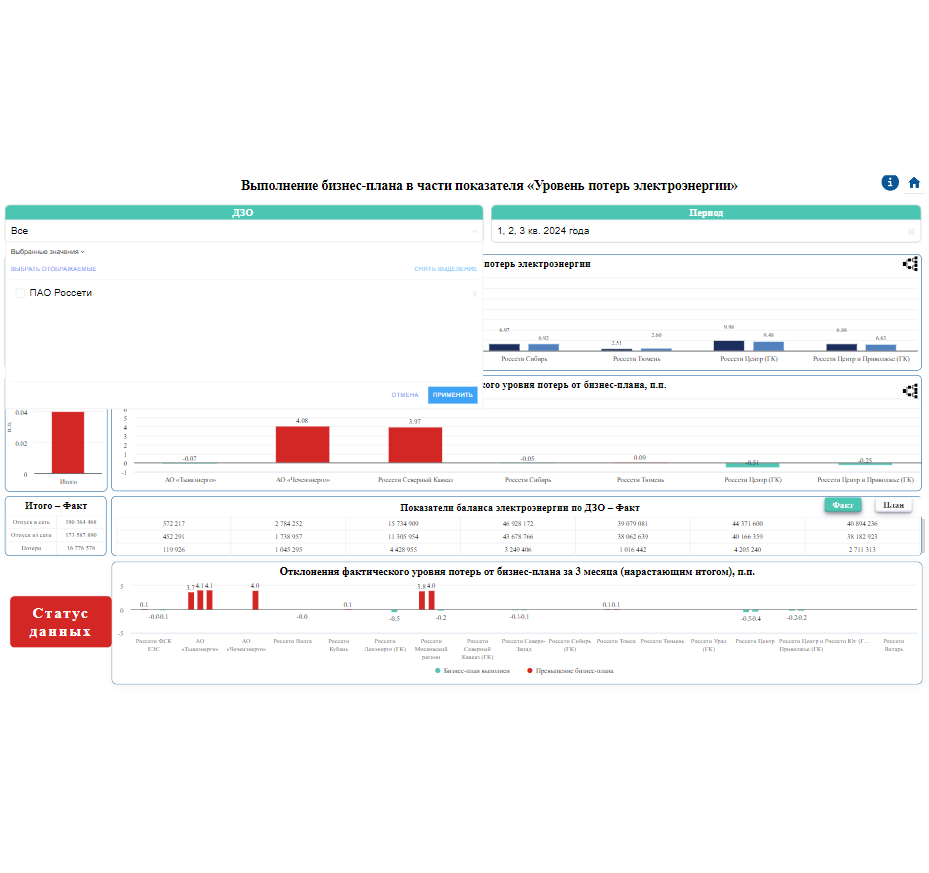 Выполнение бизнес-плана в части показателя «Уровень потерь электроэнергии»
ДЗО
Период
Все
1, 2, 3 кв. 2024 года
Выбранные значения
ВЫБРАТЬ ОТОБРАЖАЕМЫЕ
СНЯТЬ ВЫДЕЛЕНИЕ
ПАО Россети
ОТМЕНА
ПРИМЕНИТЬ
потерь электроэнергии
6.97 6.92 2.51 2.60 9.98 9.48 6.88 6.63
Россети Сибирь Россети Тюмень Россети Центр (ГК) Россети Центр и Приволжье (ГК)
кого уровня потерь от бизнес-плана, п.п.
п.п.
0.04
0.02
0
Итого
6
5
4
3
2
1
0
-1
-0.07 4.08 3.97 -0.05 0.09 -0.51 -0.25
АО «Тываэнерго» АО «Чеченэнерго» Россети Северный Кавказ Россети Сибирь Россети Тюмень Россети Центр (ГК) Россети Центр и Приволжье (ГК)
Итого – Факт
Отпуск в сеть 190 364 468
Отпуск из сети 173 587 890
Потери 16 776 578
Показатели баланса электроэнергии по ДЗО – Факт
Факт
План
572 217 2 784 252 15 734 909 46 928 172 39 079 081 44 371 600 40 894 236
452 291 1 738 957 11 305 954 43 678 766 38 062 639 40 166 359 38 182 923
119 926 1 045 295 4 428 955 3 249 406 1 016 442 4 205 240 2 711 313
Статус
данных
Отклонения фактического уровня потерь от бизнес-плана за 3 месяца (нарастающим итогом), п.п.
5
0
-5
0.1 3.7 4.1 4.1 4.0 0.1 3.8 4.0 0.1 0.1
-0.0 0.1 -0.0 -0.5 -0.2 -0.1 -0.1 -0.5 0.4 -0.2 -0.2
Россети ФСК ЕЭС
АО «Тываэнерго»
АО «Чеченэнерго»
Россети Волга
Россети Кубань
Россети Ленэнерго (ГК)
Россети Московский регион
Россети Северный Кавказ (ГК)
Россети Северо-Запад
Россети Сибирь (ГК)
Россети Томск
Россети Тюмень
Россети Урал (ГК)
Россети Центр
Россети Центр и Приволжье (ГК)
Россети Юг (Г…
Россети Янтарь
Бизнес-план выполнен
Превышение бизнес-плана